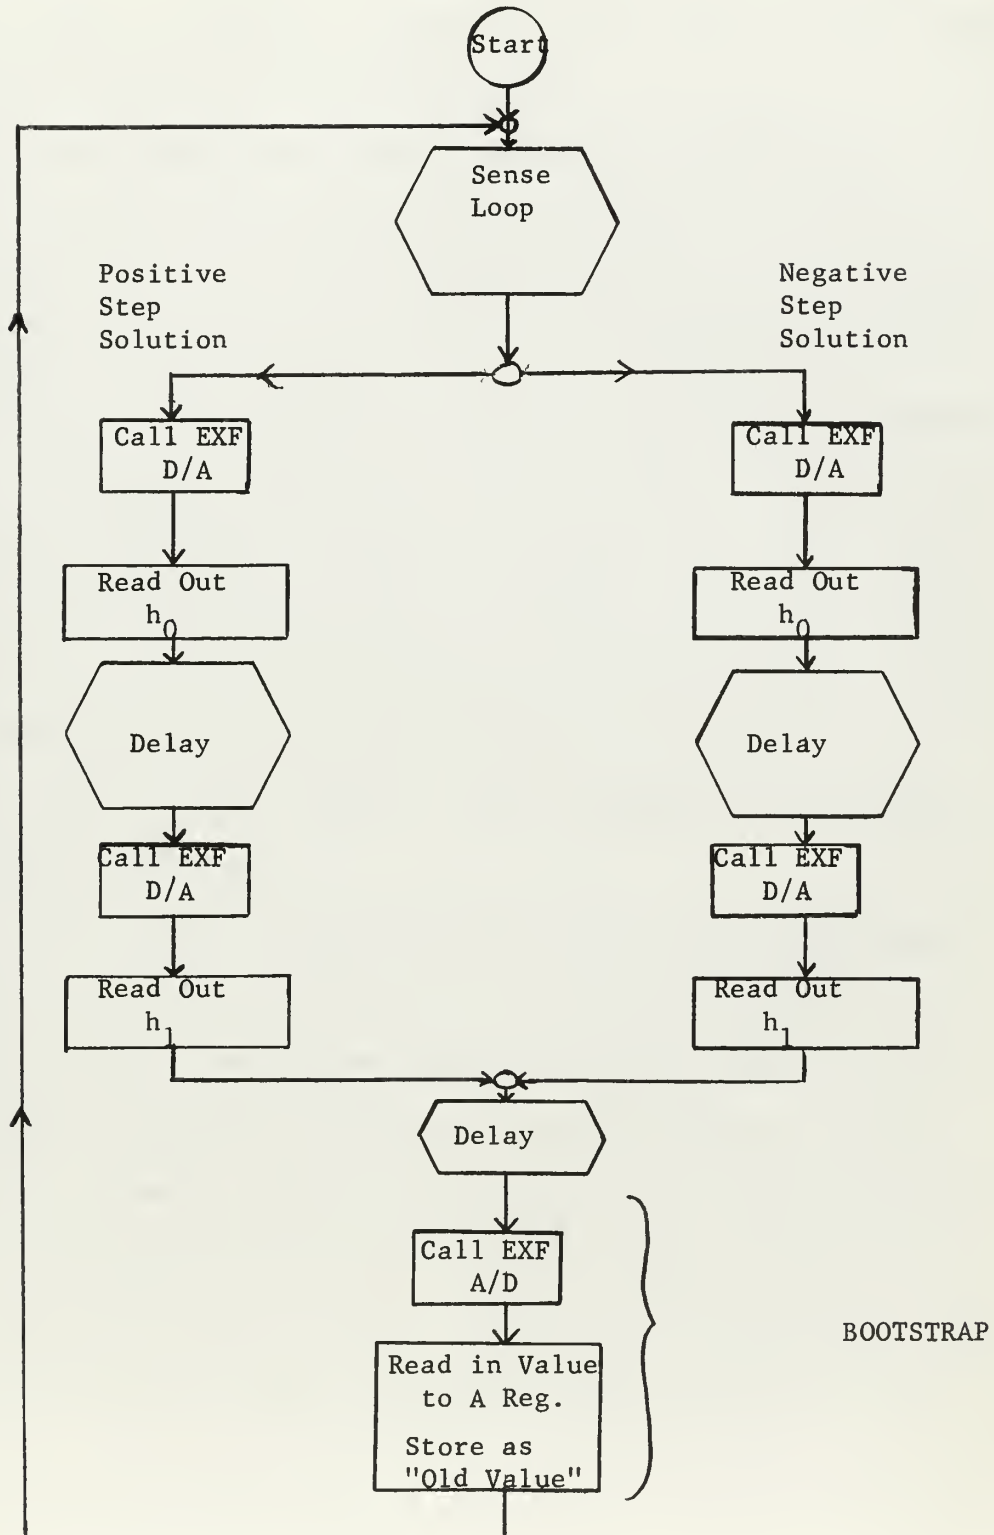 Start
Sense
Loop
Positive
Step
Solution
Negative
Step
Solution
Call EXF
D/A
Read Out
h0
Delay
Call EXF
D/A
Read Out
h1
Call EXF
D/A
Read Out
h0
Delay
Call EXF
D/A
Read Out
h1
Delay
Call EXF
A/D
Read in Value
to A Reg.
Store as
"Old Value"
BOOTSTRAP